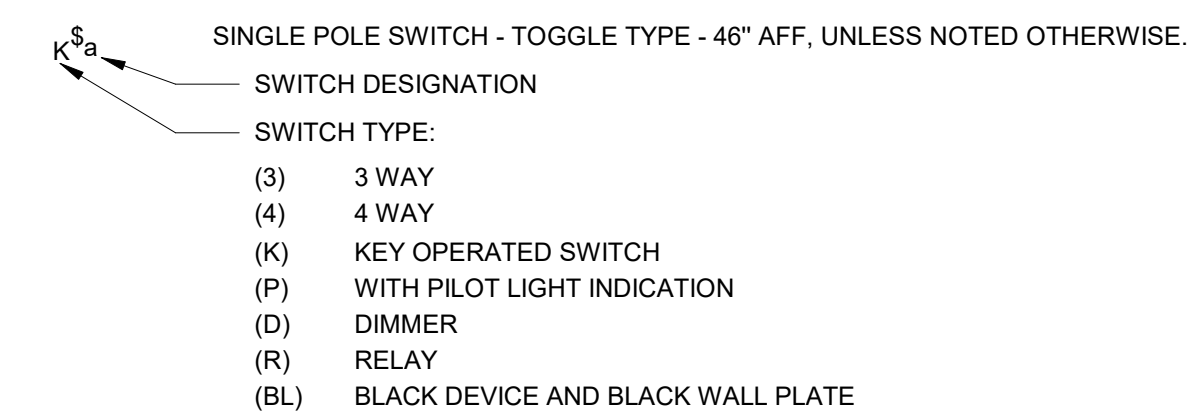 K$a SINGLE POLE SWITCH - TOGGLE TYPE - 46" AFF, UNLESS NOTED OTHERWISE.
SWITCH DESIGNATION
SWITCH TYPE:
(3) 3 WAY
(4) 4 WAY
(K) KEY OPERATED SWITCH
(P) WITH PILOT LIGHT INDICATION
(D) DIMMER
(R) RELAY
(BL) BLACK DEVICE AND BLACK WALL PLATE